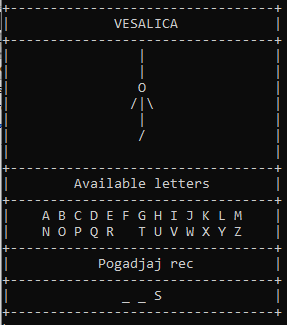 VESALICA
Available letters
A B C D E F G H I J K L M
N O P Q R T U V W X Y Z
Pogadjaj rec
_ _ S